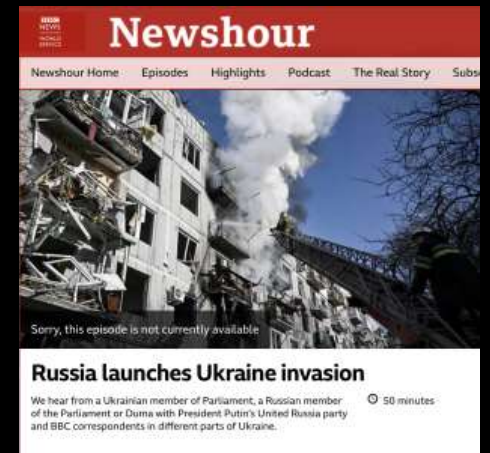 BBC
NEWS
WORLD
SERVICE
Newshour
Newshour Home Episodes Highlights Podcast The Real Story Subs
Sorry, this episode is not currently available
Russia launches Ukraine invasion
We hear from a Ukrainian member of Parliament, a Russian member
of the Parliament or Duma with President Putin's United Russia party
and BBC correspondents in different parts of Ukraine.
50 minutes